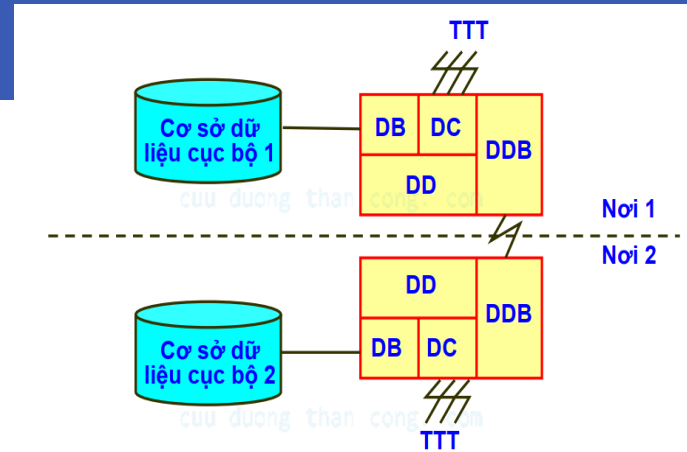 TTT
Cơ sở dữ
liệu cục bộ 1
DB
DC
DDB
DD
cuu duong than cong. com
Nơi 1
Nơi 2
DD
DDB
Cơ sở dữ
liệu cục bộ 2
DB
DC
cuu duong than cong. com
TTT